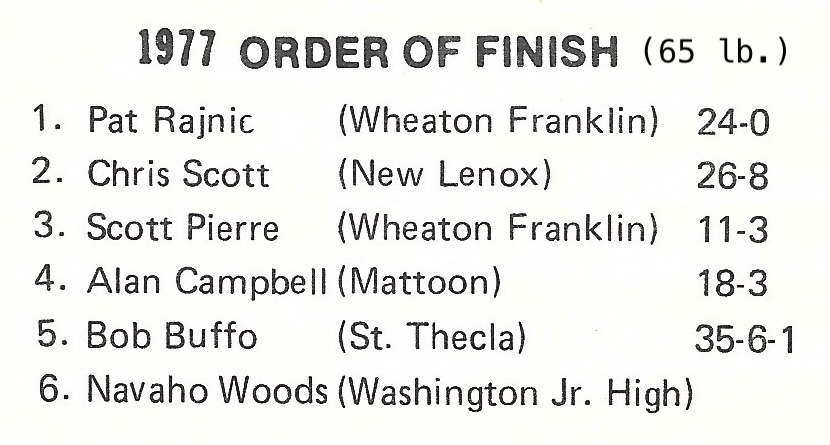 1977 ORDER OF FINISH (65 lb.)
1. Pat Rajnic (Wheaton Franklin) 24-0
2. Chris Scott (New Lenox) 26-8
3. Scott Pierre (Wheaton Franklin) 11-3
4. Alan Campbell (Mattoon) 18-3
5. Bob Buffo (St. Thecla) 35-6-1
6. Navaho Woods (Washington Jr. High)